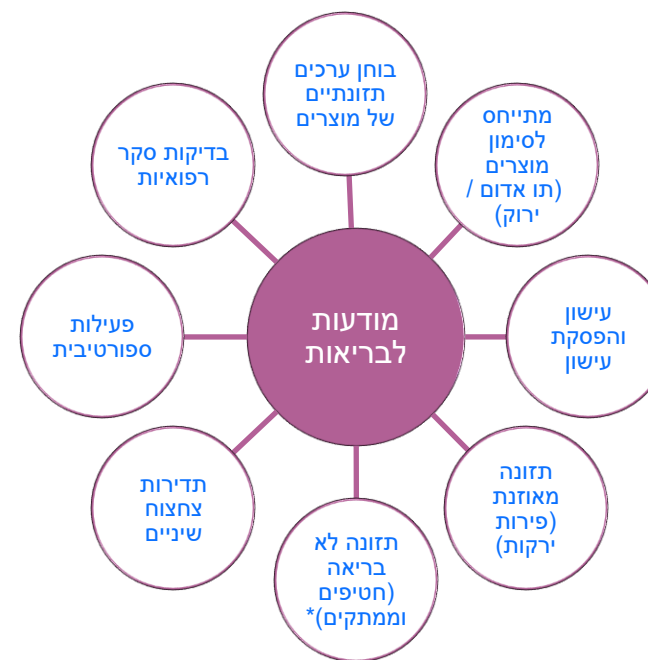 בוחן ערכים
תזונתיים
של מוצרים
מתייחס
לסימון
מוצרים
(תו אדום /
ירוק)
עישון
והפסקת
עישון
תזונה
מאוזנת
(פירות
ירקות)
תזונה לא
בריאה
(חטיפים
וממתקים)*
תדירות
צחצוח
שיניים
פעילות
ספורטיבית
בדיקות סקר
רפואיות
מודעות
לבריאות